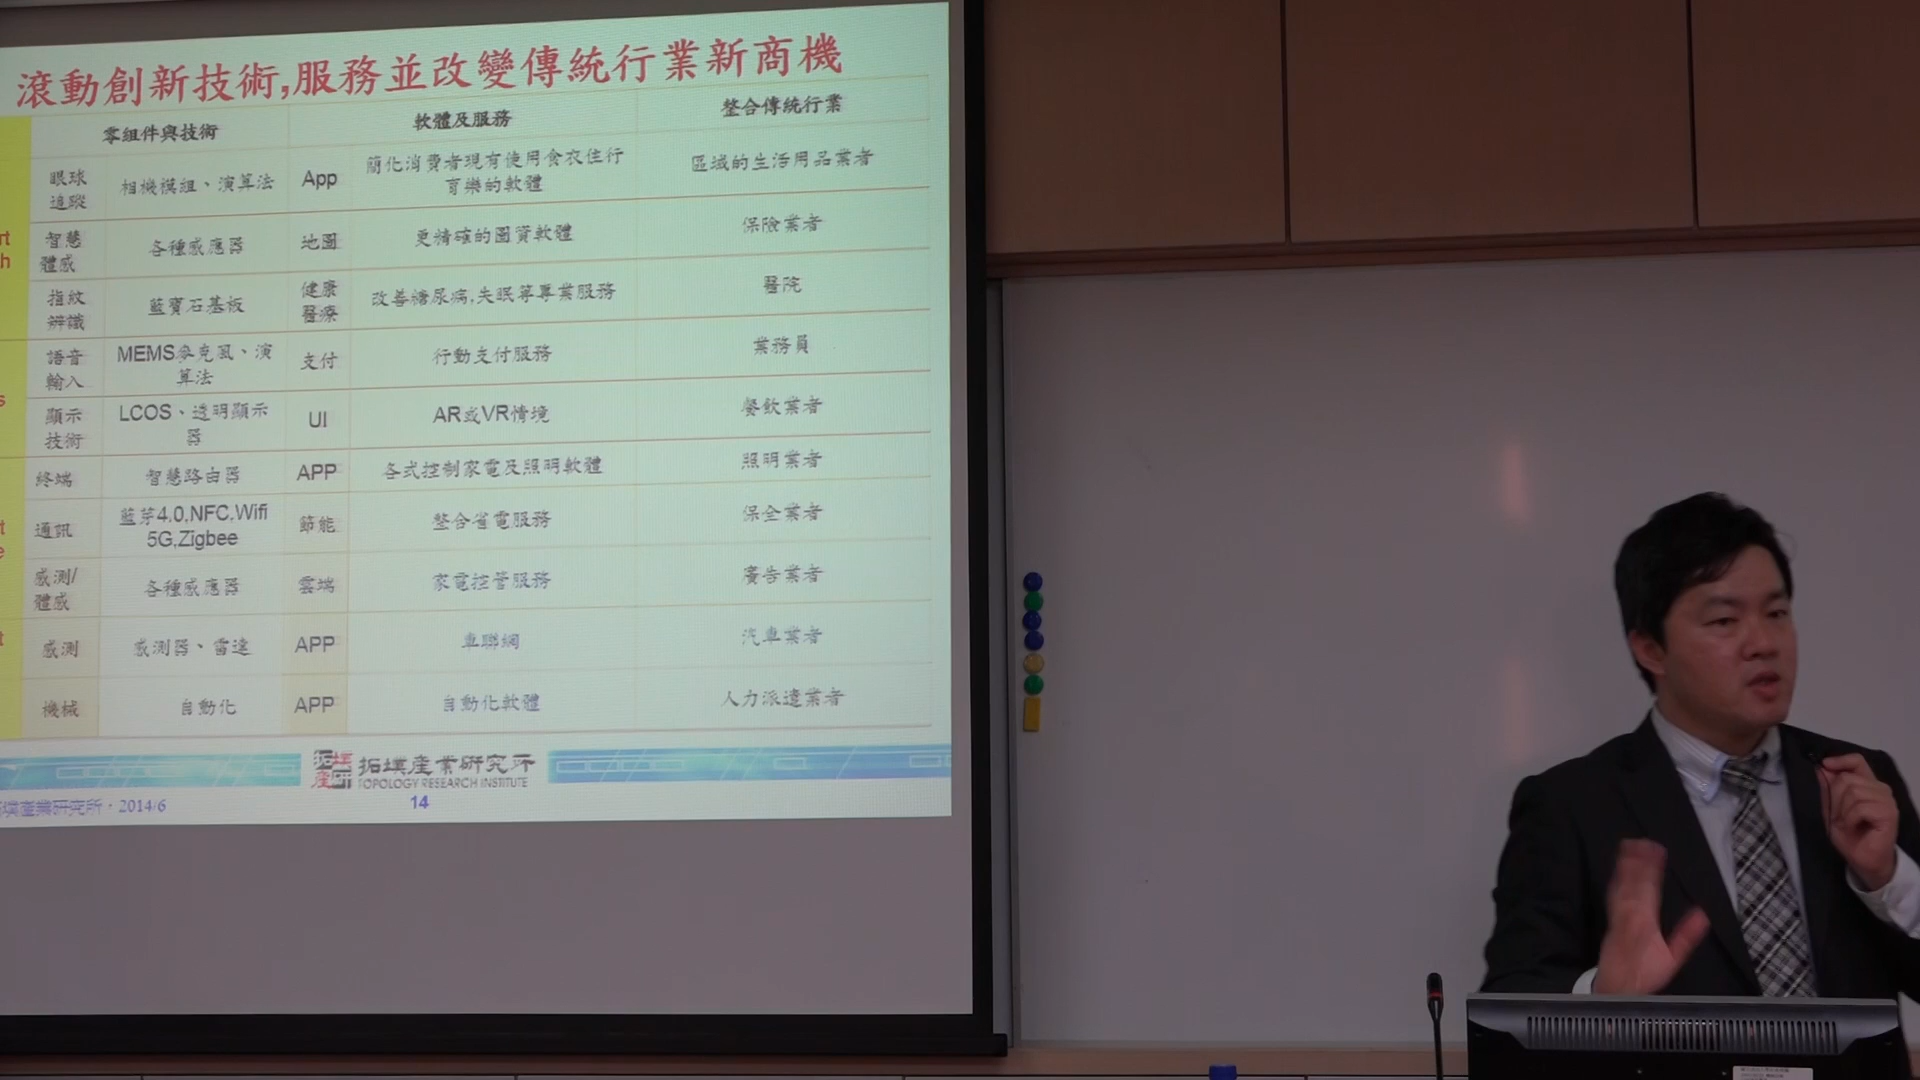 滾動創新技術,服務並改變傳統行業新商機
零組件與技術 軟體及服務 整合傳統行業
眼球追蹤 相機模組、演算法 App 簡化消費者現有使用食衣住行育樂的軟體 區域的生活用品業者
智慧體感 各種感應器 地圖 更精確的圖資軟體 保險業者
指紋辨識 藍寶石基板 健康醫療 改善糖尿病,失眠等專業服務 醫院
語音輸入 MEMS麥克風、演算法 支付 行動支付服務 業務員
顯示技術 LCOS、透明顯示器 UI AR或VR情境 餐飲業者
終端 智慧路由器 APP 各式控制家電及照明軟體 照明業者
通訊 藍芽4.0,NFC,Wifi 5G,Zigbee 節能 整合省電服務 保全業者
感測/體感 各種感應器 雲端 家電控管服務 廣告業者
感測 感測器、雷達 APP 車聯網 汽車業者
機械 自動化 APP 自動化軟體 人力派遣業者
拓墣產業研究所
TOPOLOGY RESEARCH INSTITUTE
墣產業研究所,2014/6
14